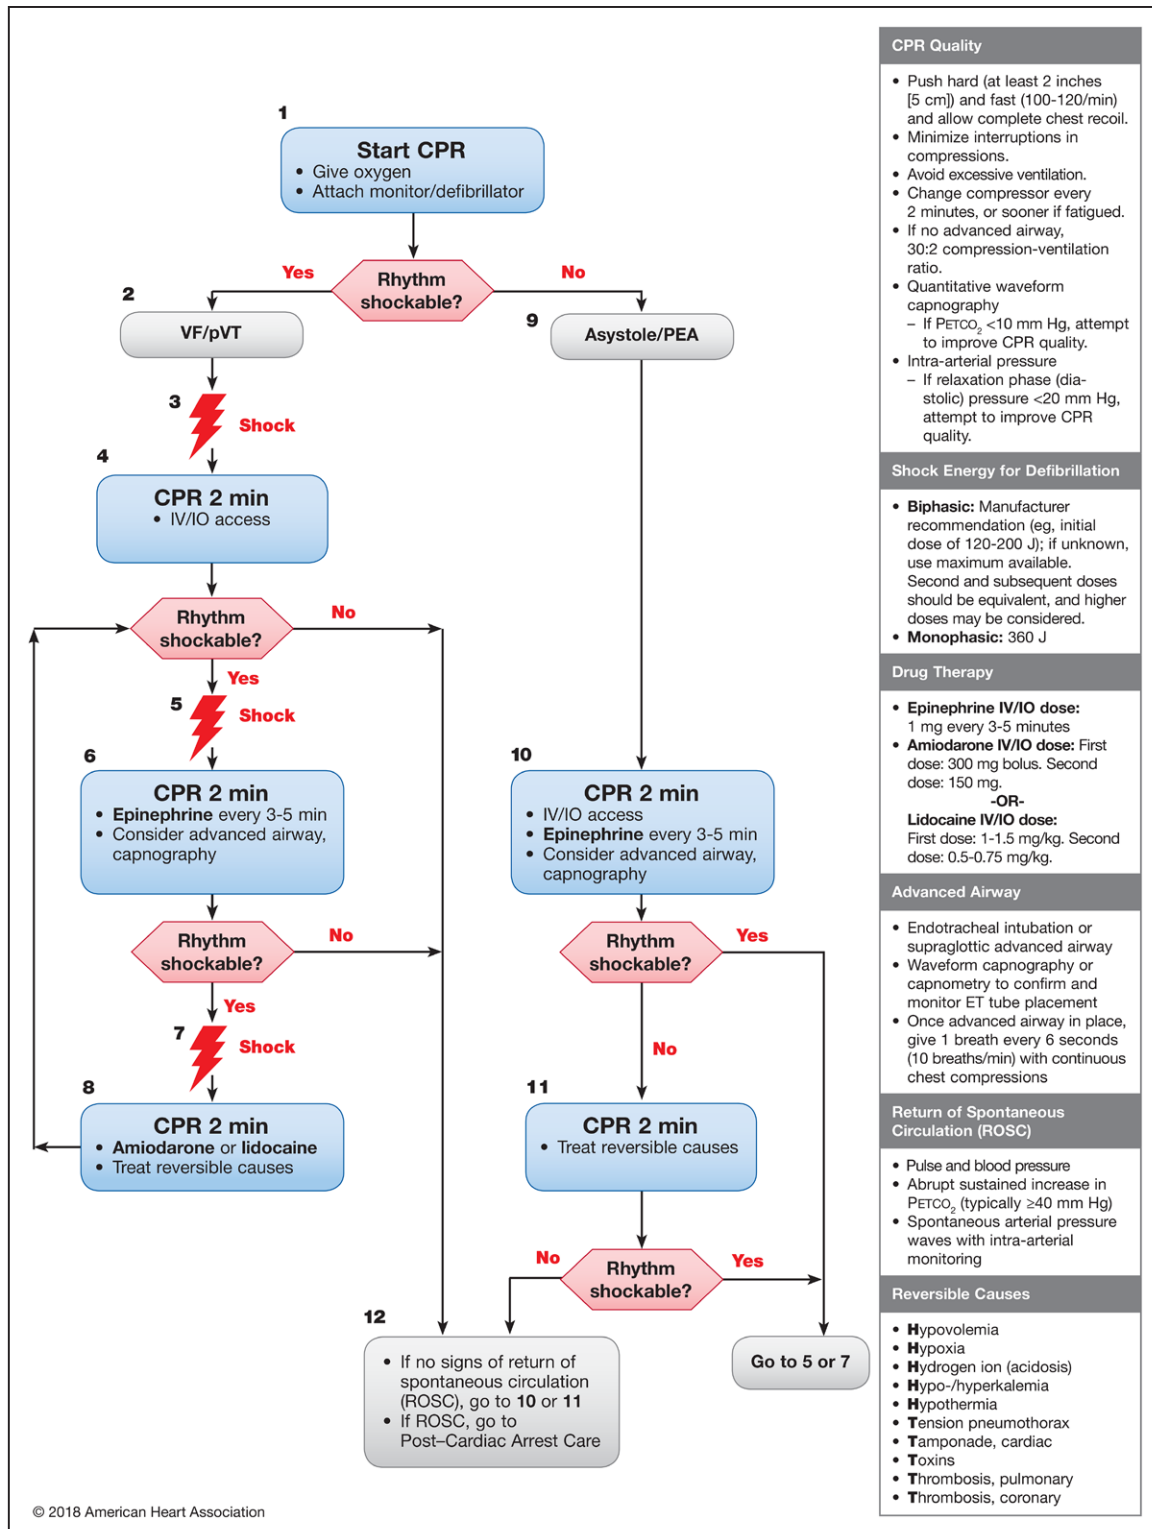 1
Start CPR
• Give oxygen
• Attach monitor/defibrillator
Yes
Rhythm
shockable?
No
2
VF/pVT
9
Asystole/PEA
3
Shock
4
CPR 2 min
• IV/IO access
Rhythm
shockable?
No
Yes
5
Shock
6
CPR 2 min
• Epinephrine every 3-5 min
• Consider advanced airway,
capnography
Rhythm
shockable?
No
Yes
7
Shock
8
CPR 2 min
• Amiodarone or lidocaine
• Treat reversible causes
10
CPR 2 min
• IV/IO access
• Epinephrine every 3-5 min
• Consider advanced airway,
capnography
Rhythm
shockable?
Yes
No
11
CPR 2 min
• Treat reversible causes
No
Rhythm
shockable?
Yes
12
• If no signs of return of
spontaneous circulation
(ROSC), go to 10 or 11
• If ROSC, go to
Post–Cardiac Arrest Care
Go to 5 or 7
CPR Quality
• Push hard (at least 2 inches
[5 cm]) and fast (100-120/min)
and allow complete chest recoil.
• Minimize interruptions in
compressions.
• Avoid excessive ventilation.
• Change compressor every
2 minutes, or sooner if fatigued.
• If no advanced airway,
30:2 compression-ventilation
ratio.
• Quantitative waveform
capnography
– If PETCO₂ <10 mm Hg, attempt
to improve CPR quality.
• Intra-arterial pressure
– If relaxation phase (dia-
stolic) pressure <20 mm Hg,
attempt to improve CPR
quality.
Shock Energy for Defibrillation
• Biphasic: Manufacturer
recommendation (eg, initial
dose of 120-200 J); if unknown,
use maximum available.
Second and subsequent doses
should be equivalent, and higher
doses may be considered.
• Monophasic: 360 J
Drug Therapy
• Epinephrine IV/IO dose:
1 mg every 3-5 minutes
• Amiodarone IV/IO dose: First
dose: 300 mg bolus. Second
dose: 150 mg.
-OR-
Lidocaine IV/IO dose:
First dose: 1-1.5 mg/kg. Second
dose: 0.5-0.75 mg/kg.
Advanced Airway
• Endotracheal intubation or
supraglottic advanced airway
• Waveform capnography or
capnometry to confirm and
monitor ET tube placement
• Once advanced airway in place,
give 1 breath every 6 seconds
(10 breaths/min) with continuous
chest compressions
Return of Spontaneous
Circulation (ROSC)
• Pulse and blood pressure
• Abrupt sustained increase in
PETCO₂ (typically ≥40 mm Hg)
• Spontaneous arterial pressure
waves with intra-arterial
monitoring
Reversible Causes
• Hypovolemia
• Hypoxia
• Hydrogen ion (acidosis)
• Hypo-/hyperkalemia
• Hypothermia
• Tension pneumothorax
• Tamponade, cardiac
• Toxins
• Thrombosis, pulmonary
• Thrombosis, coronary
© 2018 American Heart Association